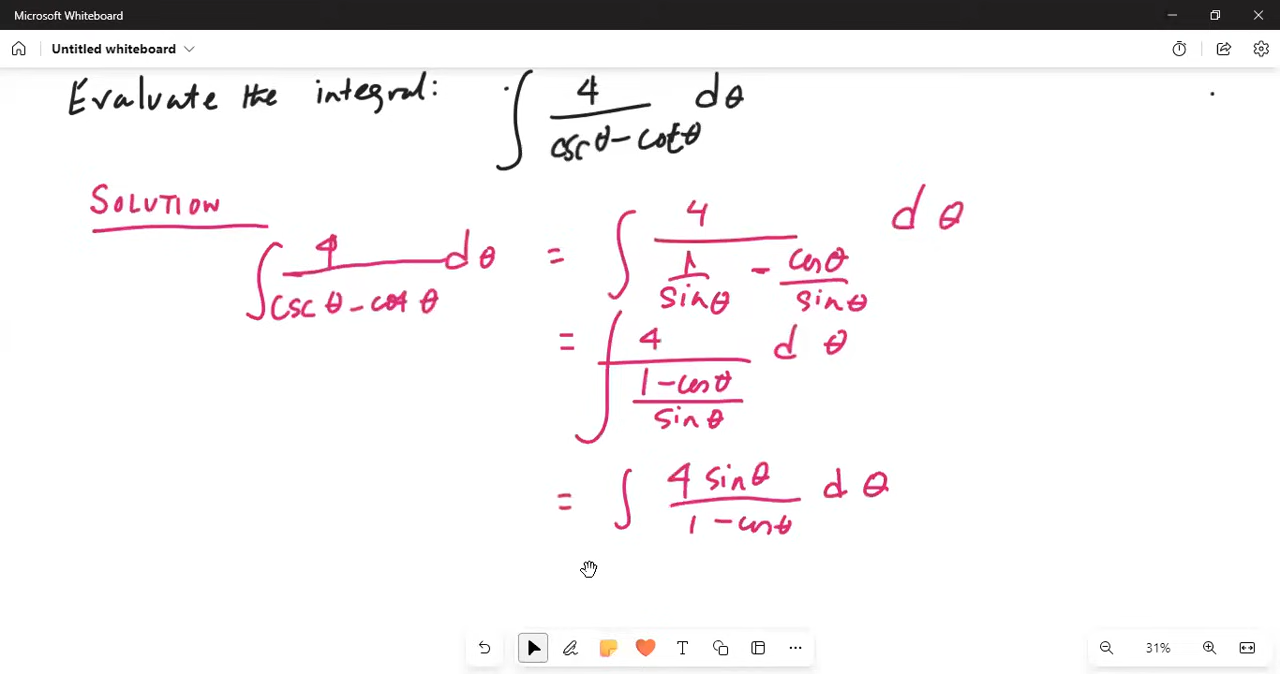 Microsoft Whiteboard
Untitled whiteboard
Evaluate the integral: ∫ 4/(cscθ - cotθ) dθ
SOLUTION
∫ 4/(csc θ - cot θ) dθ = ∫ 4/(1/sinθ - cosθ/sinθ) dθ
= ∫ 4/((1 - cosθ)/sinθ) dθ
= ∫ 4 sinθ/(1 - cosθ) dθ
T
31%